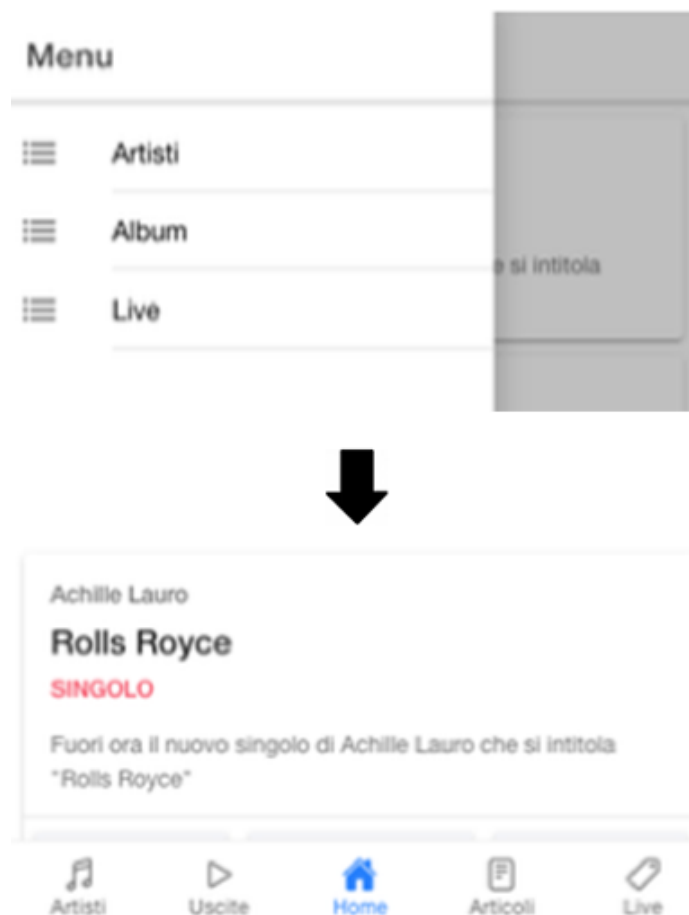 Menu
Artisti
Album
e si intitola
Live
Achille Lauro
Rolls Royce
SINGOLO
Fuori ora il nuovo singolo di Achille Lauro che si intitola
"Rolls Royce"
Artisti
Uscite
Home
Articoli
Live